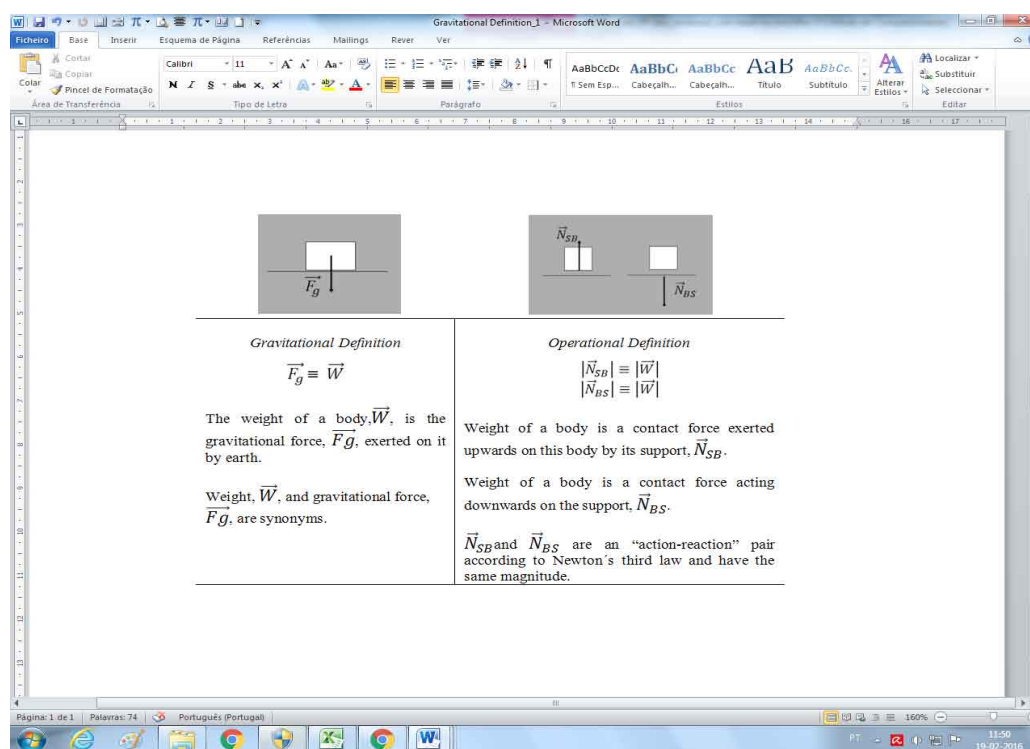 Gravitational Definition_1 – Microsoft Word
Ficheiro Base Inserir Esquema de Página Referências Mailings Rever Ver
Colar
Cortar
Copiar
Pincel de Formatação
Área de Transferência
Calibri 11
N I S abc x, x²
Tipo de Letra
Parágrafo
AaBbCcDc AaBbC AaBbCc AaB AaBbCc.
¶ Sem Esp... Cabeçalh... Cabeçalh... Título Subtítulo
Alterar
Estilos
Estilos
Localizar
Substituir
Seleccionar
Editar
F⃗g
N⃗SB
N⃗BS
Gravitational Definition
F⃗g ≡ W⃗
The weight of a body,W⃗, is the
gravitational force, F⃗g, exerted on it
by earth.
Weight, W⃗, and gravitational force,
F⃗g, are synonyms.
Operational Definition
|N⃗SB| ≡ |W⃗|
|N⃗BS| ≡ |W⃗|
Weight of a body is a contact force exerted
upwards on this body by its support, N⃗SB.
Weight of a body is a contact force acting
downwards on the support, N⃗BS.
N⃗SBand N⃗BS are an “action-reaction” pair
according to Newton´s third law and have the
same magnitude.
Página: 1 de 1 Palavras: 74 Português (Portugal) 160%
PT 11:50
19-02-2016